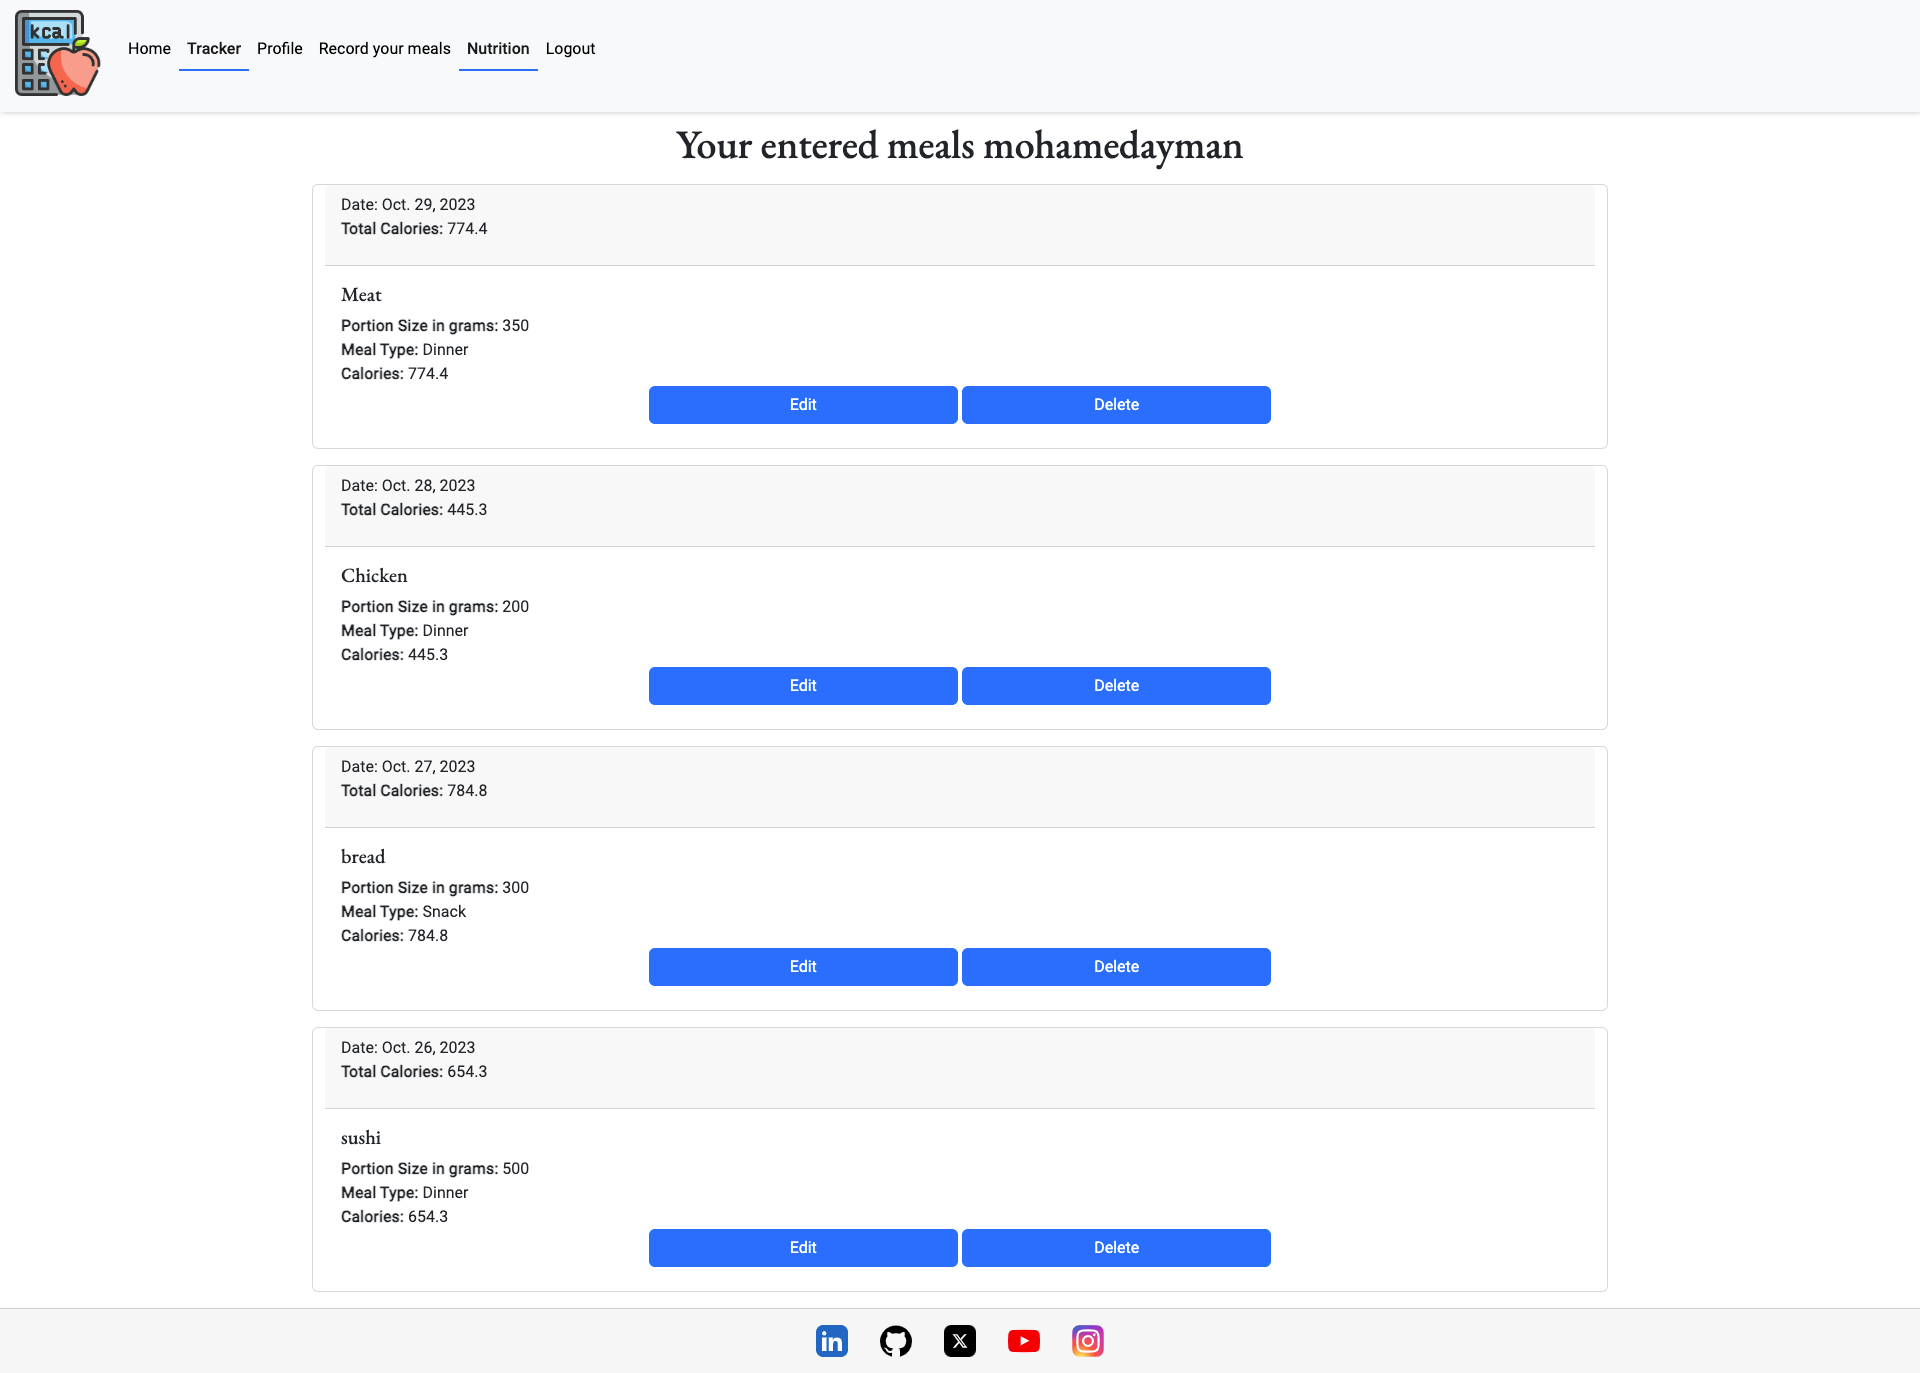 kcal
Home Tracker Profile Record your meals Nutrition Logout
Your entered meals mohamedayman
Date: Oct. 29, 2023
Total Calories: 774.4
Meat
Portion Size in grams: 350
Meal Type: Dinner
Calories: 774.4
Edit Delete
Date: Oct. 28, 2023
Total Calories: 445.3
Chicken
Portion Size in grams: 200
Meal Type: Dinner
Calories: 445.3
Edit Delete
Date: Oct. 27, 2023
Total Calories: 784.8
bread
Portion Size in grams: 300
Meal Type: Snack
Calories: 784.8
Edit Delete
Date: Oct. 26, 2023
Total Calories: 654.3
sushi
Portion Size in grams: 500
Meal Type: Dinner
Calories: 654.3
Edit Delete
in X